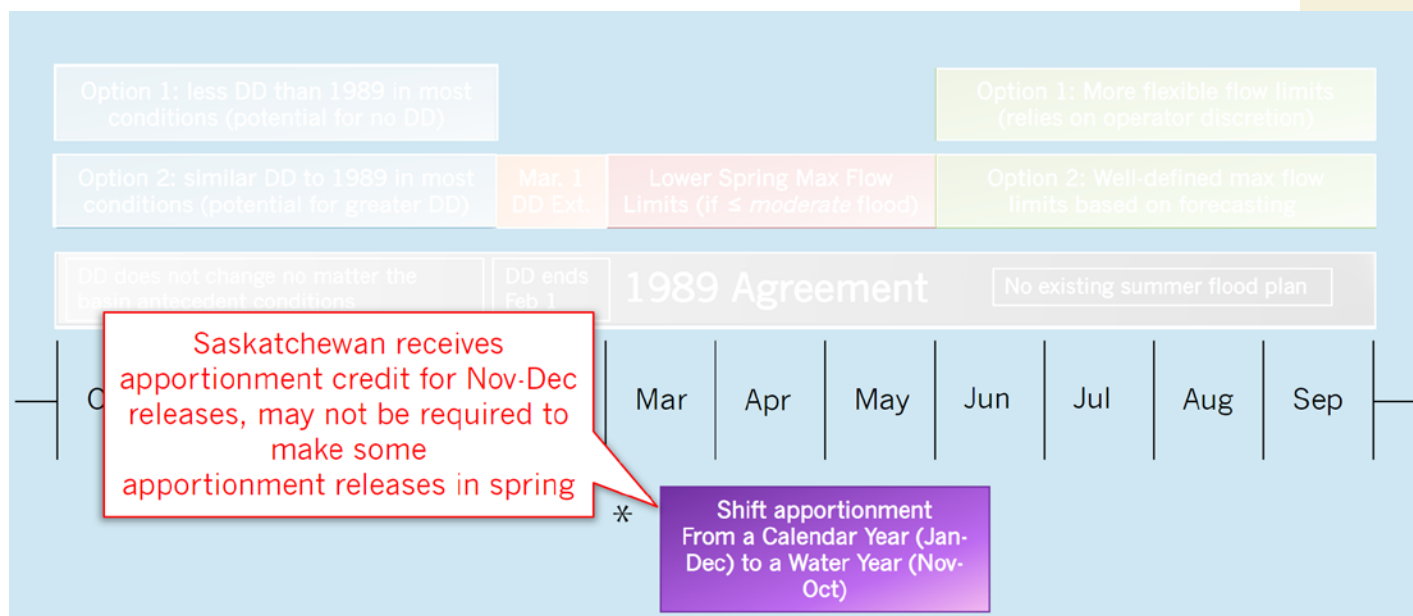 Option 1: less DD than 1989 in most
conditions (potential for no DD)
Option 1: More flexible flow limits
(relies on operator discretion)
Option 2: similar DD to 1989 in most
conditions (potential for greater DD)
Mar. 1
DD Ext.
Lower Spring Max Flow
Limits (if ≤ moderate flood)
Option 2: Well-defined max flow
limits based on forecasting
DD does not change no matter the
basin antecedent conditions
DD ends
Feb 1
1989 Agreement
No existing summer flood plan
Saskatchewan receives
apportionment credit for Nov-Dec
releases, may not be required to
make some
apportionment releases in spring
Mar
Apr
May
Jun
Jul
Aug
Sep
*
Shift apportionment
From a Calendar Year (Jan-
Dec) to a Water Year (Nov-
Oct)